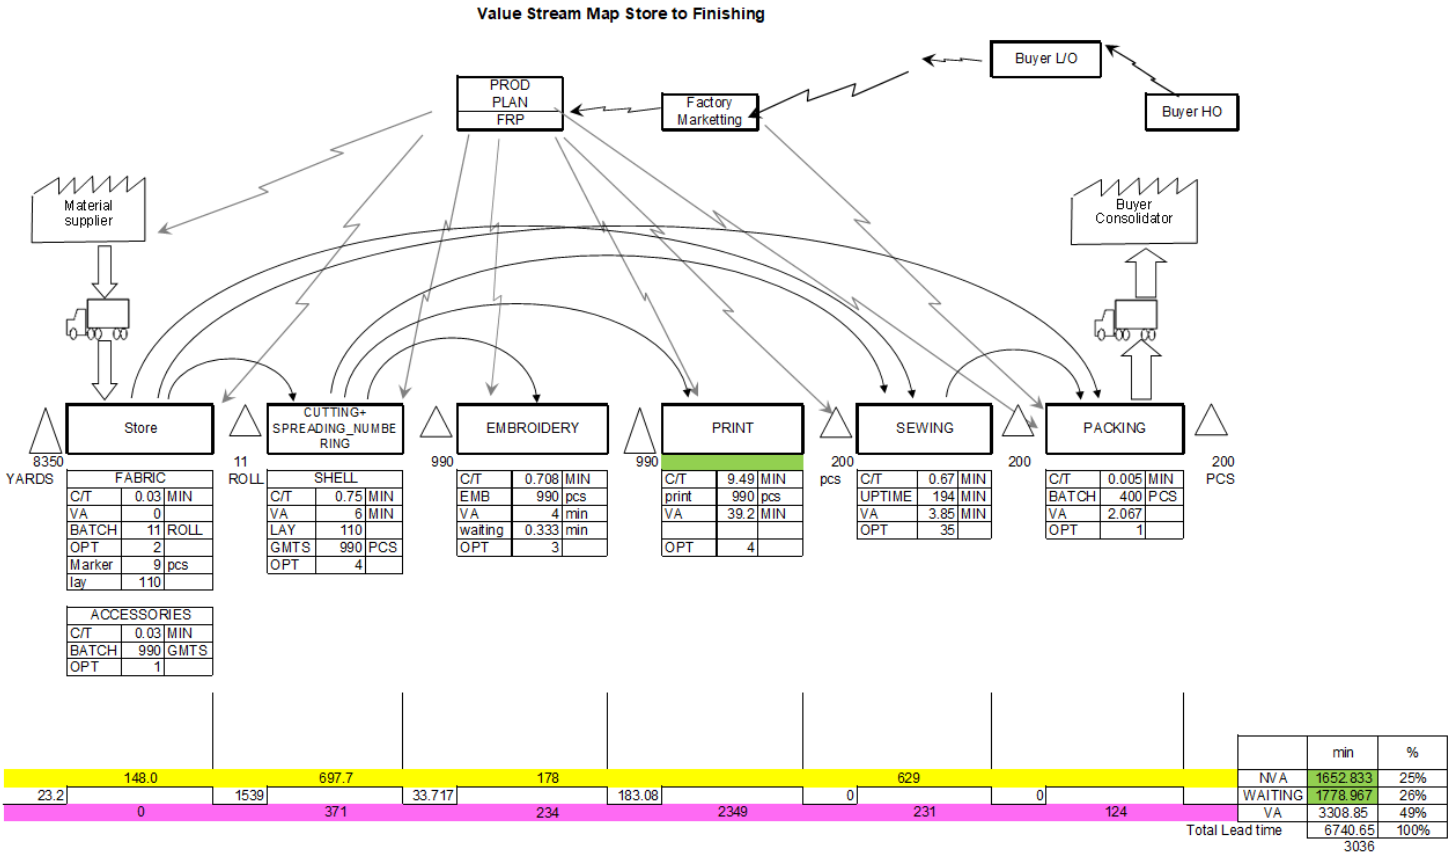 Value Stream Map Store to Finishing
Buyer L/O
PROD
PLAN
FRP
Factory
Marketting
Buyer HO
Material
supplier
Buyer
Consolidator
Store
CUTTING+
SPREADING_NUMBE
RING
EMBROIDERY
PRINT
SEWING
PACKING
8350
YARDS
11
ROLL
990
990
200
pcs
200
200
PCS
FABRIC
C/T 0.03 MIN
VA 0
BATCH 11 ROLL
OPT 2
Marker 9 pcs
lay 110
ACCESSORIES
C/T 0.03 MIN
BATCH 990 GMTS
OPT 1
SHELL
C/T 0.75 MIN
VA 6 MIN
LAY 110
GMTS 990 PCS
OPT 4
C/T 0.708 MIN
EMB 990 pcs
VA 4 min
waiting 0.333 min
OPT 3
C/T 9.49 MIN
print 990 pcs
VA 39.2 MIN
OPT 4
C/T 0.67 MIN
UPTIME 194 MIN
VA 3.85 MIN
OPT 35
C/T 0.005 MIN
BATCH 400 PCS
VA 2.067
OPT 1
148.0 697.7 178 629
23.2 1539 33.717 183.08 0 0
0 371 234 2349 231 124
min %
NVA 1652.833 25%
WAITING 1778.967 26%
VA 3308.85 49%
Total Lead time 6740.65 100%
3036